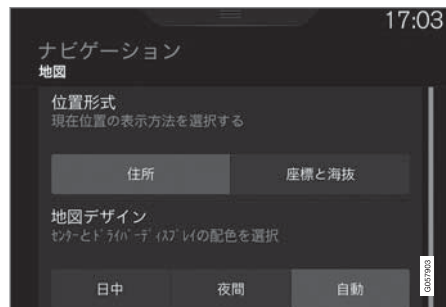 17:03
ナビゲーション
地図
位置形式
現在位置の表示方法を選択する
住所
座標と海抜
地図デザイン
ｾﾝﾀｰとﾄﾞﾗｲﾊﾞｰﾃﾞｨｽﾌﾟﾚｲの配色を選択
日中
夜間
自動
G057903